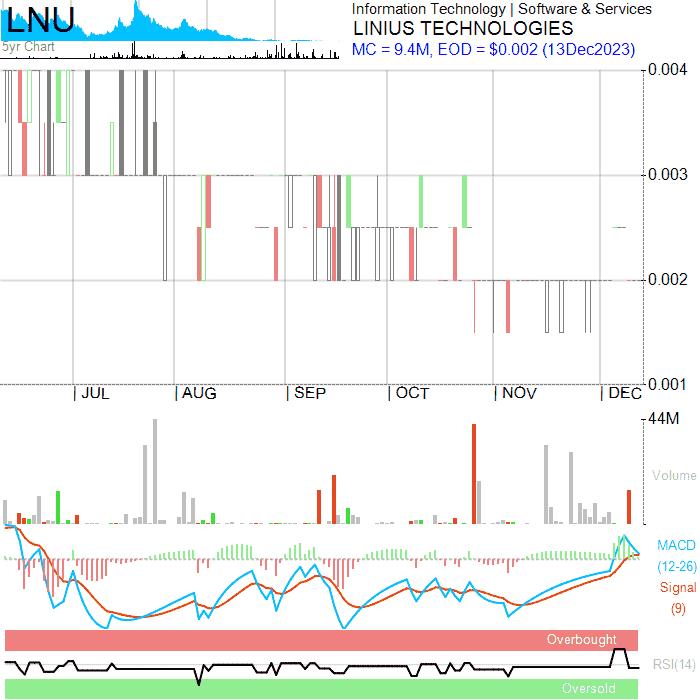 LNU
5yr Chart
Information Technology | Software & Services
LINIUS TECHNOLOGIES
MC = 9.4M, EOD = $0.002 (13Dec2023)
0.004
0.003
0.002
0.001
| JUL | AUG | SEP | OCT | NOV | DEC
44M
Volume
MACD
(12-26)
Signal
(9)
Overbought
RSI(14)
Oversold